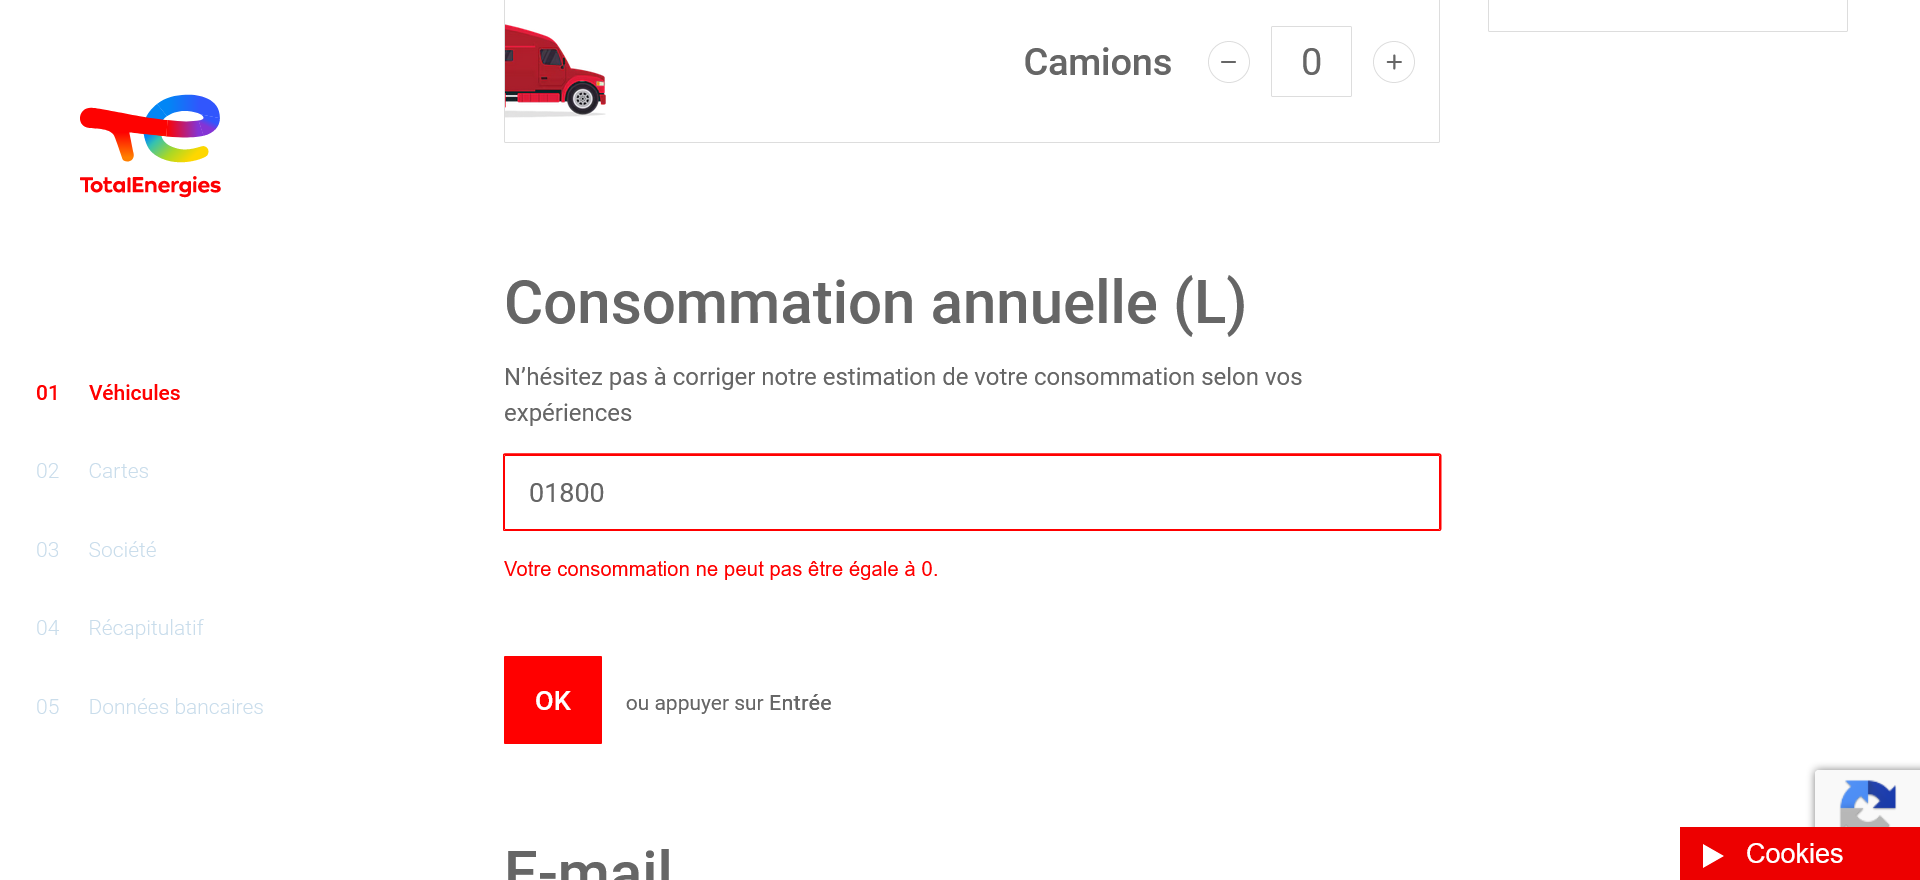 Camions
0
TotalEnergies
Consommation annuelle (L)
N’hésitez pas à corriger notre estimation de votre consommation selon vos
expériences
01 Véhicules
02 Cartes
01800
03 Société
Votre consommation ne peut pas être égale à 0.
04 Récapitulatif
05 Données bancaires
OK ou appuyer sur Entrée
E-mail
Cookies